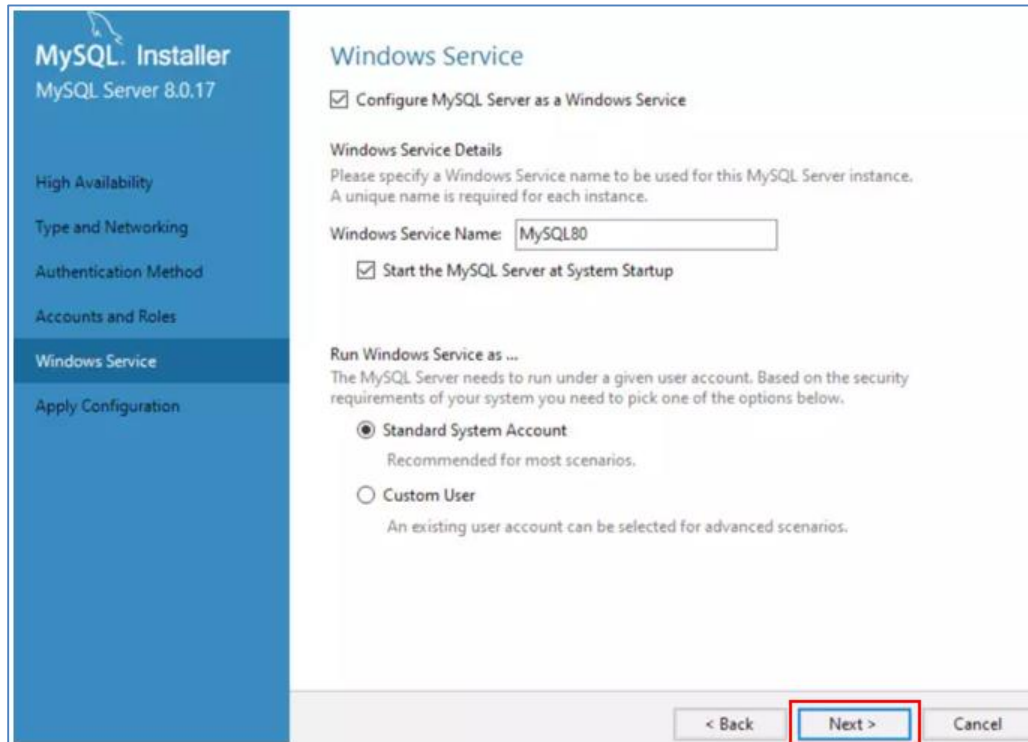 MySQL. Installer
MySQL Server 8.0.17
High Availability
Type and Networking
Authentication Method
Accounts and Roles
Windows Service
Apply Configuration
Windows Service
Configure MySQL Server as a Windows Service
Windows Service Details
Please specify a Windows Service name to be used for this MySQL Server instance.
A unique name is required for each instance.
Windows Service Name: MySQL80
Start the MySQL Server at System Startup
Run Windows Service as ...
The MySQL Server needs to run under a given user account. Based on the security
requirements of your system you need to pick one of the options below.
Standard System Account
Recommended for most scenarios.
Custom User
An existing user account can be selected for advanced scenarios.
< Back Next > Cancel